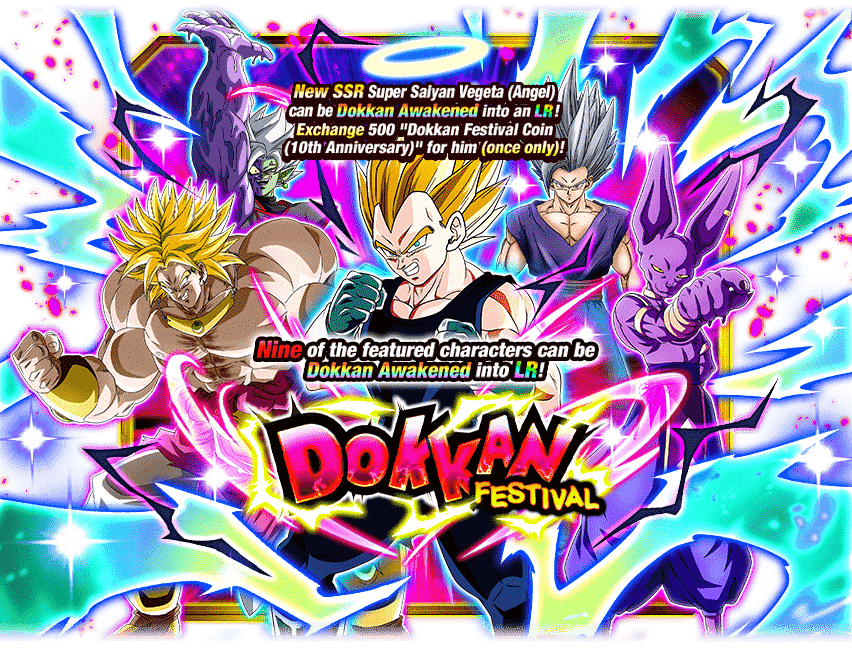 New SSR Super Saiyan Vegeta (Angel)
can be Dokkan Awakened into an LR!
Exchange 500 "Dokkan Festival Coin
(10th Anniversary)" for him (once only)!
Nine of the featured characters can be
Dokkan Awakened into LR!
DOKKAN
FESTIVAL